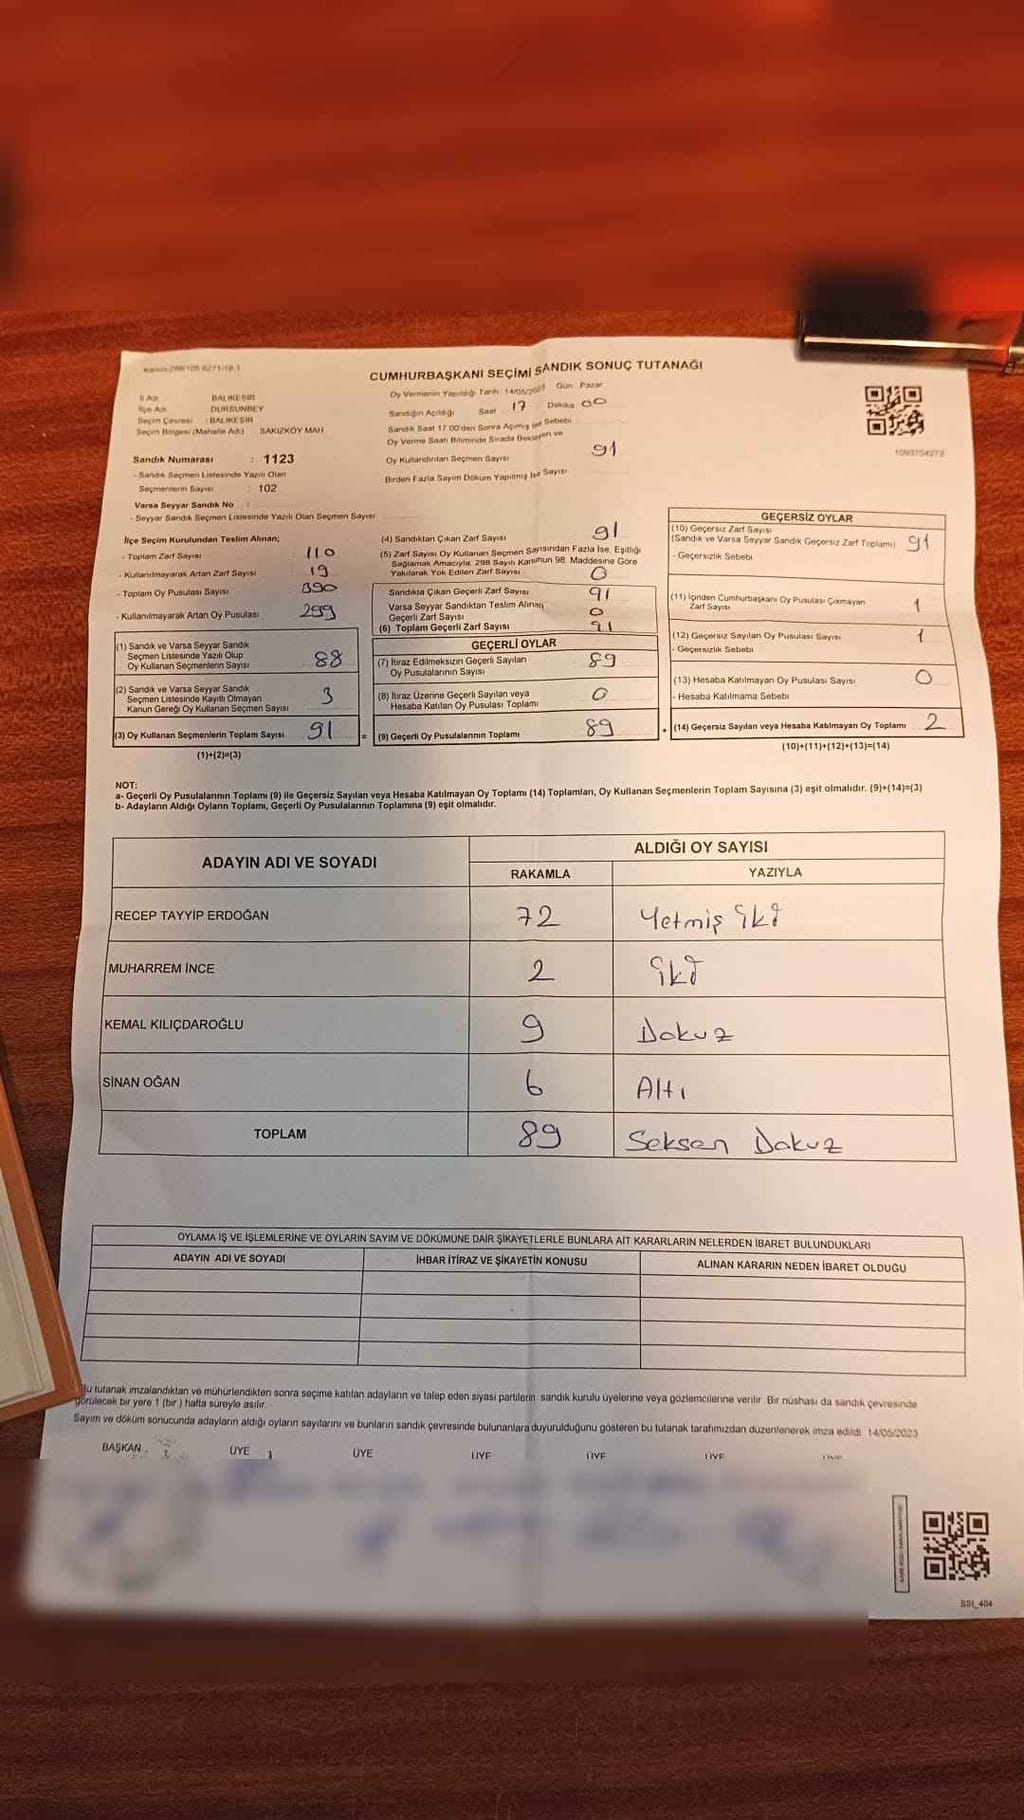 Kanun:298/105 6271/19.1
CUMHURBAŞKANI SEÇİMİ SANDIK SONUÇ TUTANAĞI
İl Adı BALIKESİR
İlçe Adı DURSUNBEY
Seçim Çevresi : BALIKESİR
Seçim Bölgesi (Mahalle Adı) SAKIZKÖY MAH.
Sandık Numarası : 1123
- Sandık Seçmen Listesinde Yazılı Olan
Seçmenlerin Sayısı : 102
Varsa Seyyar Sandık No :
- Seyyar Sandık Seçmen Listesinde Yazılı Olan Seçmen Sayısı
Oy Vermenin Yapıldığı Tarih : 14/05/2023 Gün : Pazar
Sandığın Açıldığı Saat : 17 Dakika : 00
Sandık Saat 17:00'den Sonra Açılmış İse Sebebi
Oy Verme Saati Bitiminde Sırada Bekleyen ve
Oy Kullandırılan Seçmen Sayısı 91
Birden Fazla Sayım Döküm Yapılmış İse Sayısı
1093754273
İlçe Seçim Kurulundan Teslim Alınan;
- Toplam Zarf Sayısı : 110
- Kullanılmayarak Artan Zarf Sayısı : 19
- Toplam Oy Pusulası Sayısı : 390
- Kullanılmayarak Artan Oy Pusulası : 299
(1) Sandık ve Varsa Seyyar Sandık
Seçmen Listesinde Yazılı Olup
Oy Kullanan Seçmenlerin Sayısı 88
(2) Sandık ve Varsa Seyyar Sandık
Seçmen Listesinde Kayıtlı Olmayan
Kanun Gereği Oy Kullanan Seçmen Sayısı 3
(3) Oy Kullanan Seçmenlerin Toplam Sayısı 91 =
(1)+(2)=(3)
(4) Sandıktan Çıkan Zarf Sayısı 91
(5) Zarf Sayısı Oy Kullanan Seçmen Sayısından Fazla İse, Eşitliği
Sağlamak Amacıyla, 298 Sayılı Kanunun 98. Maddesine Göre
Yakılarak Yok Edilen Zarf Sayısı 0
Sandıkta Çıkan Geçerli Zarf Sayısı 91
Varsa Seyyar Sandıktan Teslim Alınan
Geçerli Zarf Sayısı 0
(6) Toplam Geçerli Zarf Sayısı 91
GEÇERLİ OYLAR
(7) İtiraz Edilmeksizin Geçerli Sayılan
Oy Pusulalarının Sayısı 89
(8) İtiraz Üzerine Geçerli Sayılan veya
Hesaba Katılan Oy Pusulası Toplamı 0
(9) Geçerli Oy Pusulalarının Toplamı 89 +
GEÇERSİZ OYLAR
(10) Geçersiz Zarf Sayısı
(Sandık ve Varsa Seyyar Sandık Geçersiz Zarf Toplamı) 91
- Geçersizlik Sebebi
(11) İçinden Cumhurbaşkanı Oy Pusulası Çıkmayan
Zarf Sayısı 1
(12) Geçersiz Sayılan Oy Pusulası Sayısı 1
- Geçersizlik Sebebi
(13) Hesaba Katılmayan Oy Pusulası Sayısı 0
- Hesaba Katılmama Sebebi
(14) Geçersiz Sayılan veya Hesaba Katılmayan Oy Toplamı 2
(10)+(11)+(12)+(13)=(14)
NOT:
a- Geçerli Oy Pusulalarının Toplamı (9) ile Geçersiz Sayılan veya Hesaba Katılmayan Oy Toplamı (14) Toplamları, Oy Kullanan Seçmenlerin Toplam Sayısına (3) eşit olmalıdır. (9)+(14)=(3)
b- Adayların Aldığı Oyların Toplamı, Geçerli Oy Pusulalarının Toplamına (9) eşit olmalıdır.
ADAYIN ADI VE SOYADI
ALDIĞI OY SAYISI
RAKAMLA YAZIYLA
RECEP TAYYİP ERDOĞAN 72 Yetmiş iki
MUHARREM İNCE 2 iki
KEMAL KILIÇDAROĞLU 9 Dokuz
SİNAN OĞAN 6 Altı
TOPLAM 89 Seksen Dokuz
OYLAMA İŞ VE İŞLEMLERİNE VE OYLARIN SAYIM VE DÖKÜMÜNE DAİR ŞİKAYETLERLE BUNLARA AİT KARARLARIN NELERDEN İBARET BULUNDUKLARI
ADAYIN ADI VE SOYADI İHBAR İTİRAZ VE ŞİKAYETİN KONUSU ALINAN KARARIN NEDEN İBARET OLDUĞU
Bu tutanak imzalandıktan ve mühürlendikten sonra seçime katılan adayların ve talep eden siyasi partilerin sandık kurulu üyelerine veya gözlemcilerine verilir. Bir nüshası da sandık çevresinde
görülecek bir yere 1 (bir ) hafta süreyle asılır.
Sayım ve döküm sonucunda adayların aldığı oyların sayılarını ve bunların sandık çevresinde bulunanlara duyurulduğunu gösteren bu tutanak tarafımızdan düzenlenerek imza edildi. 14/05/2023
BAŞKAN ÜYE ÜYE ÜYE ÜYE ÜYE ÜYE
SSI_404